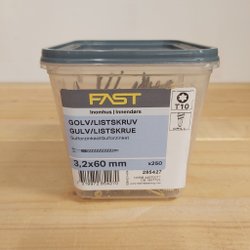 FAST
Inomhus | Innendørs
T10
GOLV/LISTSKRUV
GULV/LISTSKRUE
3,2x60 mm
x250
295427